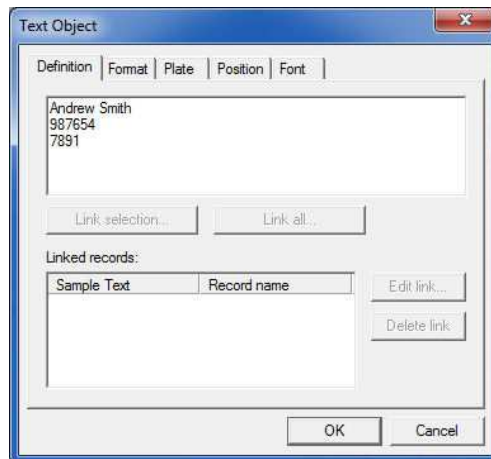 Text Object
Definition Format Plate Position Font
Andrew Smith
987654
7891
Link selection... Link all...
Linked records:
Sample Text Record name
Edit link...
Delete link
OK Cancel